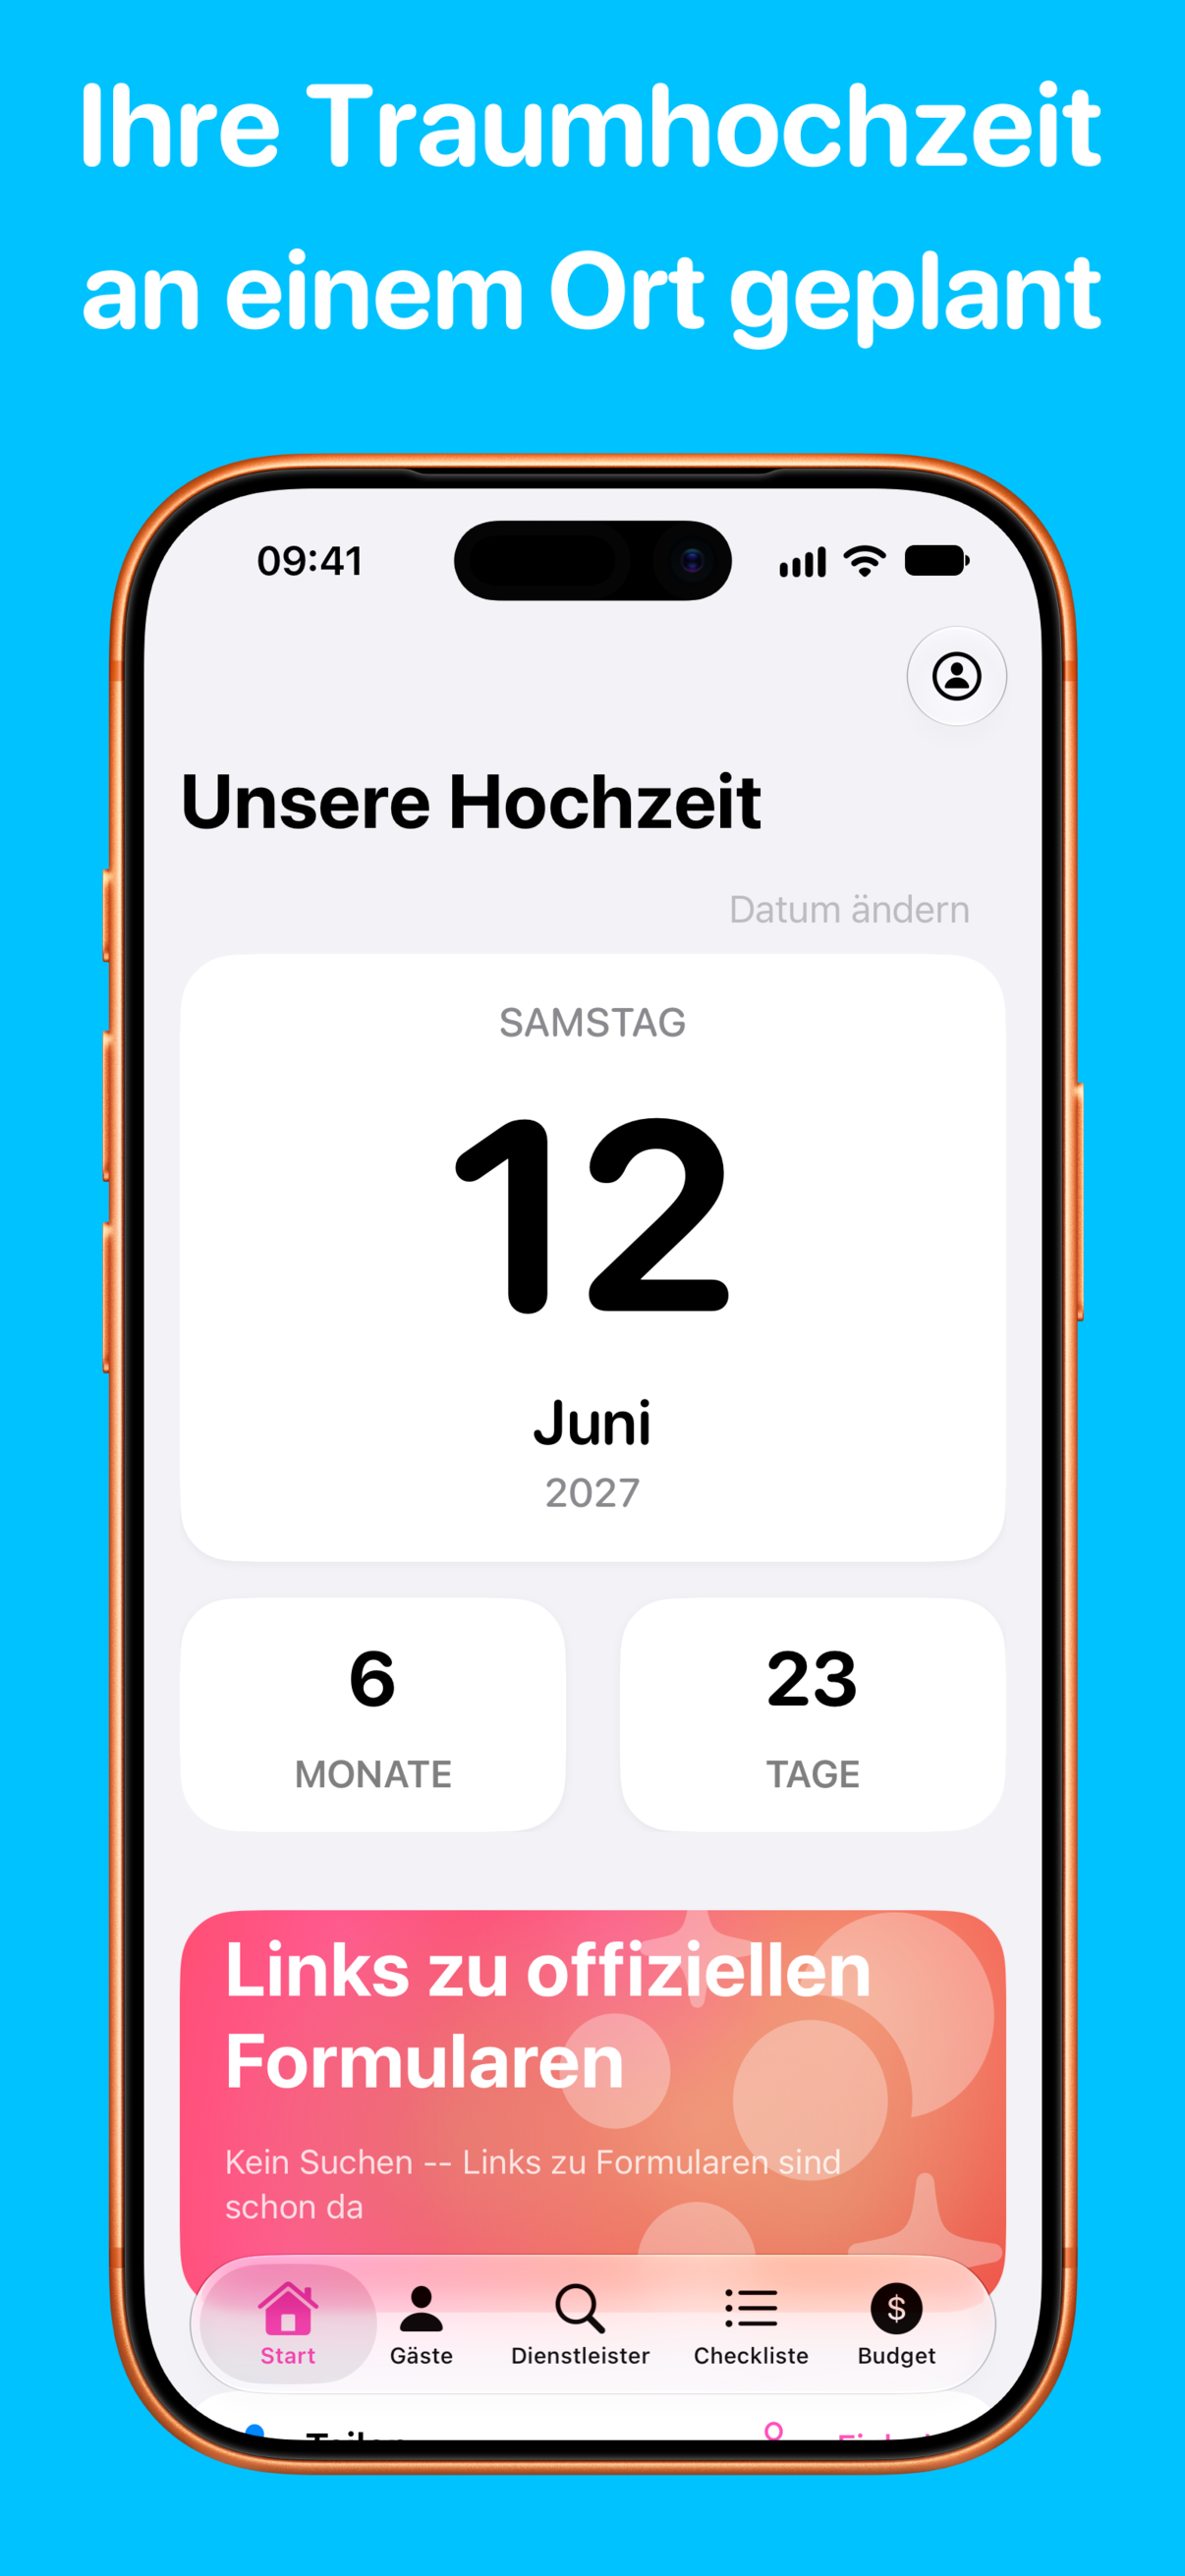 Ihre Traumhochzeit
an einem Ort geplant
09:41
Unsere Hochzeit
Datum ändern
SAMSTAG
12
Juni
2027
6
MONATE
23
TAGE
Links zu offiziellen
Formularen
Kein Suchen -- Links zu Formularen sind
schon da
$
Start Gäste Dienstleister Checkliste Budget